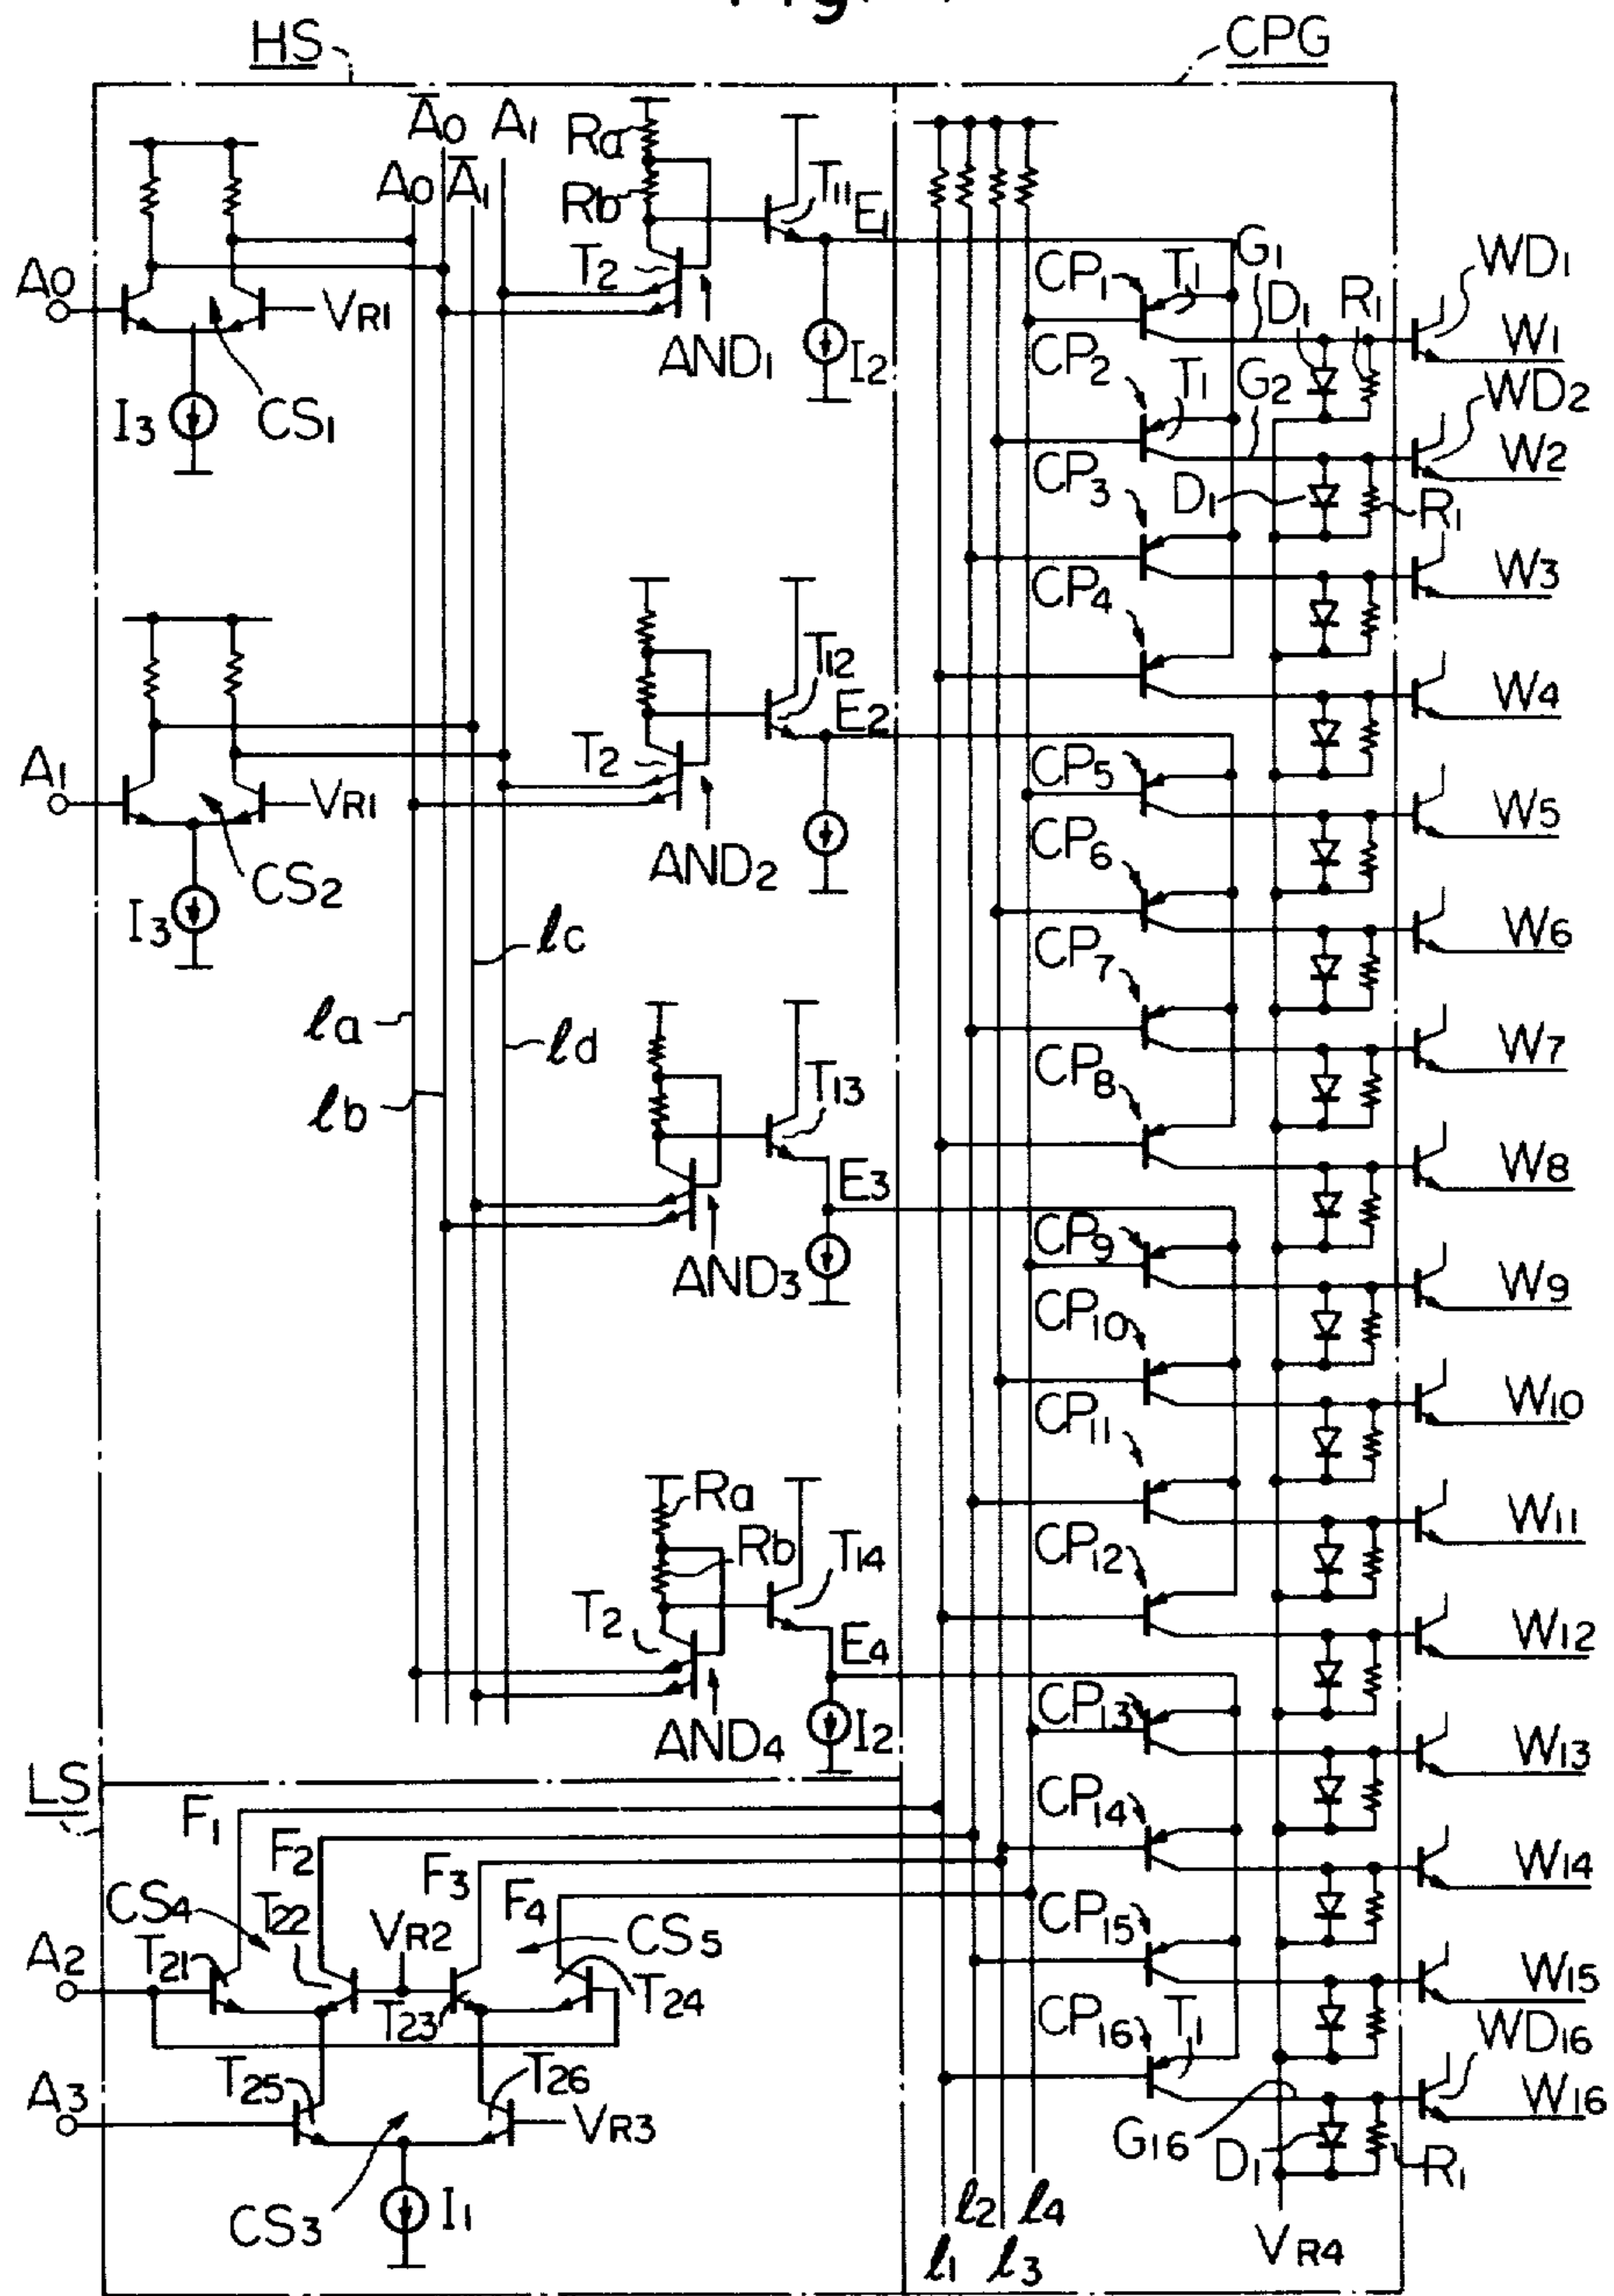 Fig.
HS
CPG
A̅0 A1
A0 A̅1
Ra
Rb
T11
E1
T2
A0
VR1
AND1
I2
I3
CS1
CP1
T1
G1
D1
R1
WD1
W1
CP2
T1
G2
WD2
W2
CP3
D1
R1
W3
CP4
W4
T12
E2
T2
A1
VR1
AND2
CS2
I3
CP5
W5
CP6
W6
lc
CP7
W7
la
ld
lb
CP8
W8
T13
E3
AND3
CP9
W9
CP10
W10
CP11
W11
Ra
Rb
T14
CP12
W12
T2
E4
AND4
I2
CP13
W13
LS
F1
F2
F3
F4
CP14
W14
CS4
T22
VR2
CS5
CP15
W15
A2
T21
T23
T24
CP16
T1
WD16
W16
A3
T25
T26
VR3
G16
D1
R1
CS3
I1
l2 l4
l1 l3
VR4